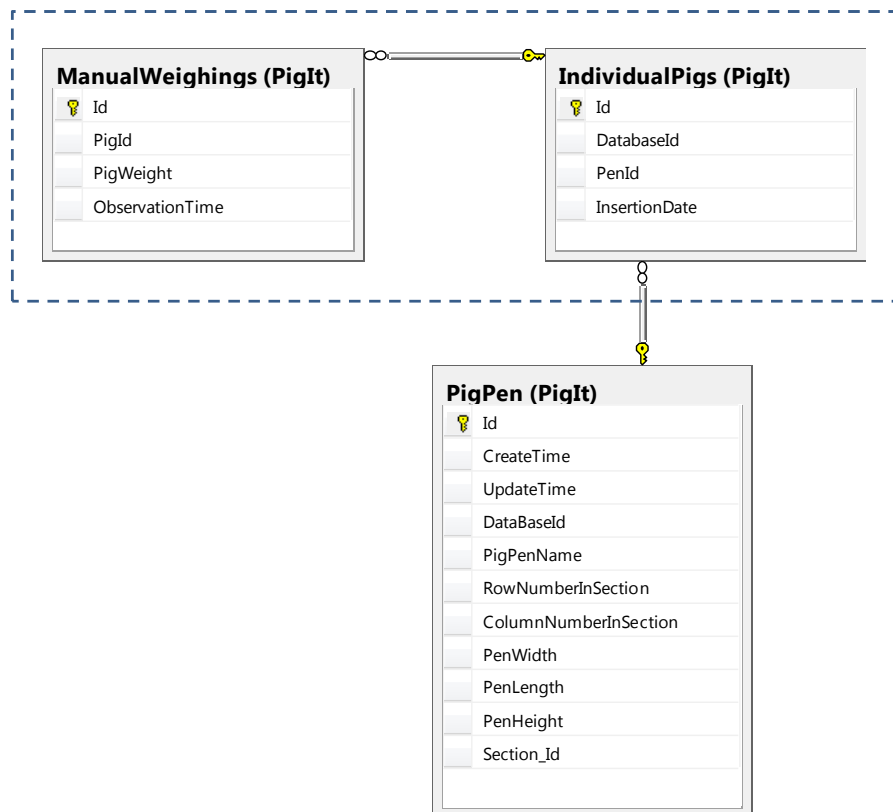 ManualWeighings (PigIt)
Id
PigId
PigWeight
ObservationTime
IndividualPigs (PigIt)
Id
DatabaseId
PenId
InsertionDate
PigPen (PigIt)
Id
CreateTime
UpdateTime
DataBaseId
PigPenName
RowNumberInSection
ColumnNumberInSection
PenWidth
PenLength
PenHeight
Section_Id